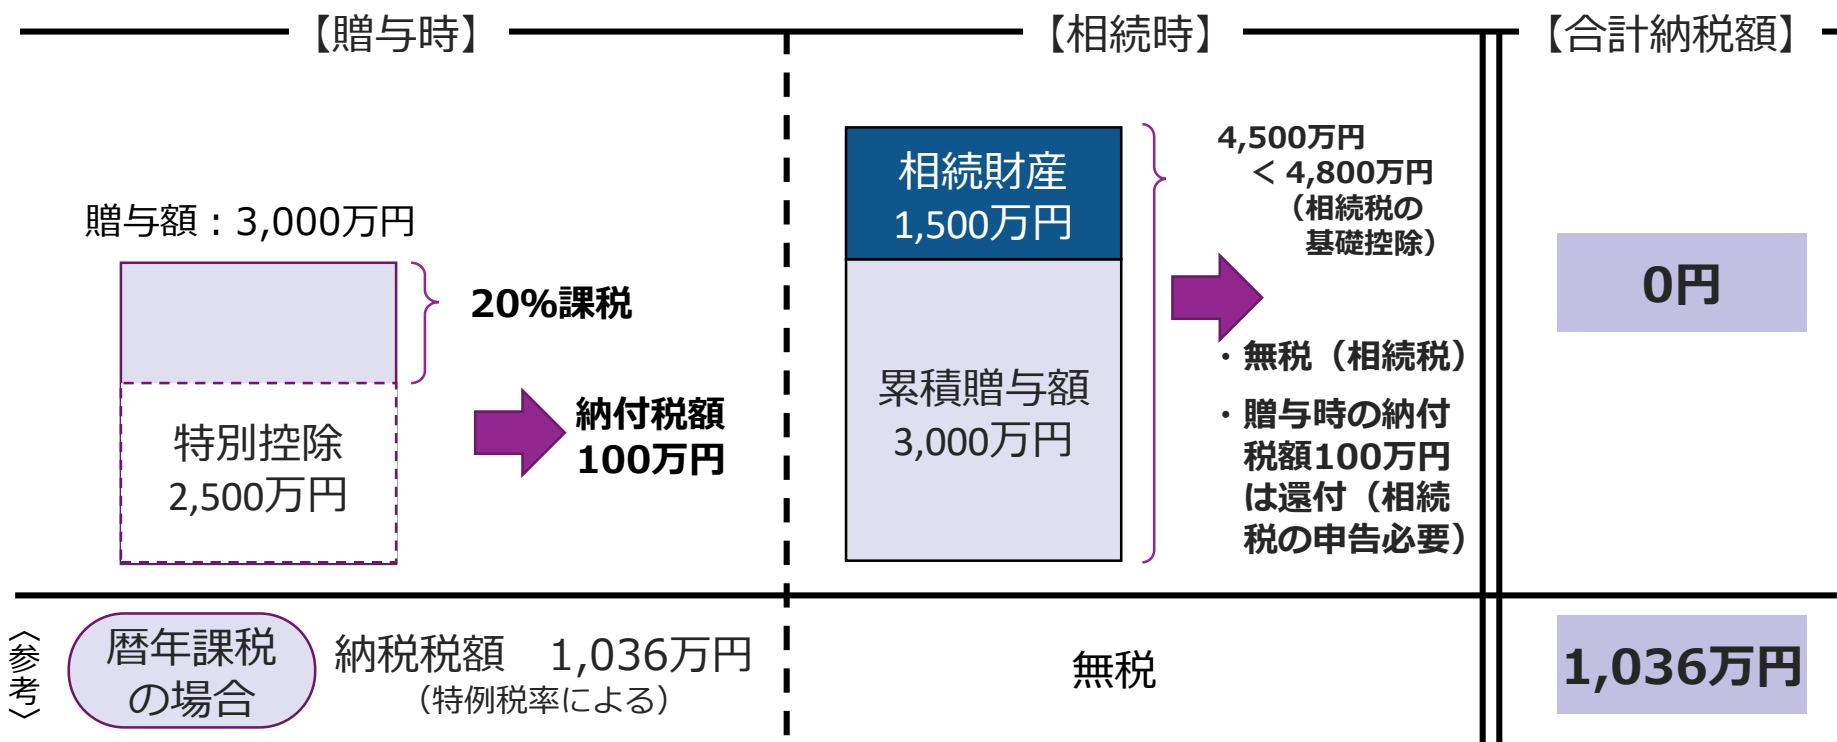 【贈与時】
【相続時】
【合計納税額】
贈与額：3,000万円
20%課税
特別控除
2,500万円
納付税額
100万円
相続財産
1,500万円
累積贈与額
3,000万円
4,500万円
＜ 4,800万円
（相続税の
基礎控除）
・無税（相続税）
・贈与時の納付
税額100万円
は還付（相続
税の申告必要）
0円
〈参考〉
暦年課税
の場合
納税税額　1,036万円
（特例税率による）
無税
1,036万円